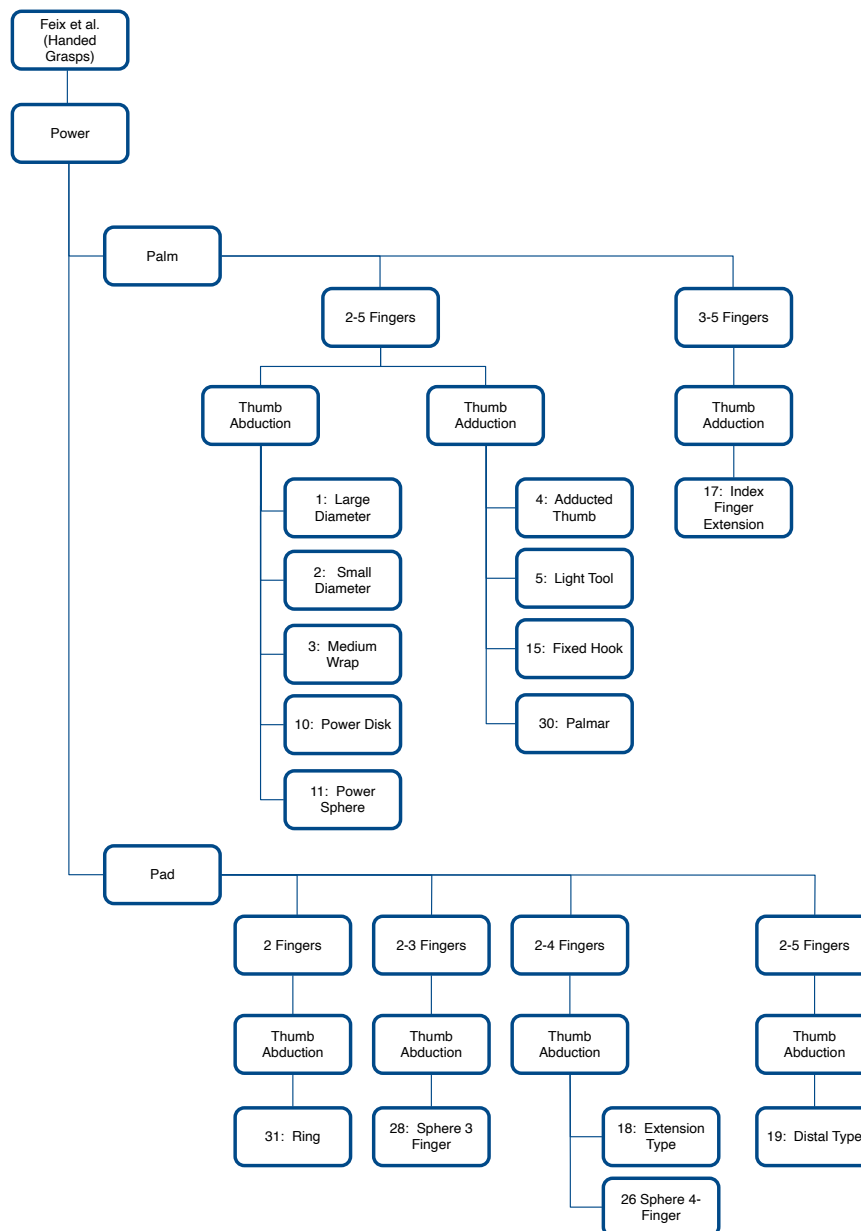 Feix et al.
(Handed
Grasps)
Power
Palm
2-5 Fingers
3-5 Fingers
Thumb
Abduction
Thumb
Adduction
Thumb
Adduction
1:  Large
Diameter
2:  Small
Diameter
3:  Medium
Wrap
10:  Power Disk
11:  Power
Sphere
4:  Adducted
Thumb
5:  Light Tool
15:  Fixed Hook
30:  Palmar
17:  Index
Finger
Extension
Pad
2 Fingers
2-3 Fingers
2-4 Fingers
2-5 Fingers
Thumb
Abduction
Thumb
Abduction
Thumb
Abduction
Thumb
Abduction
31:  Ring
28:  Sphere 3
Finger
18:  Extension
Type
26 Sphere 4-
Finger
19:  Distal Type